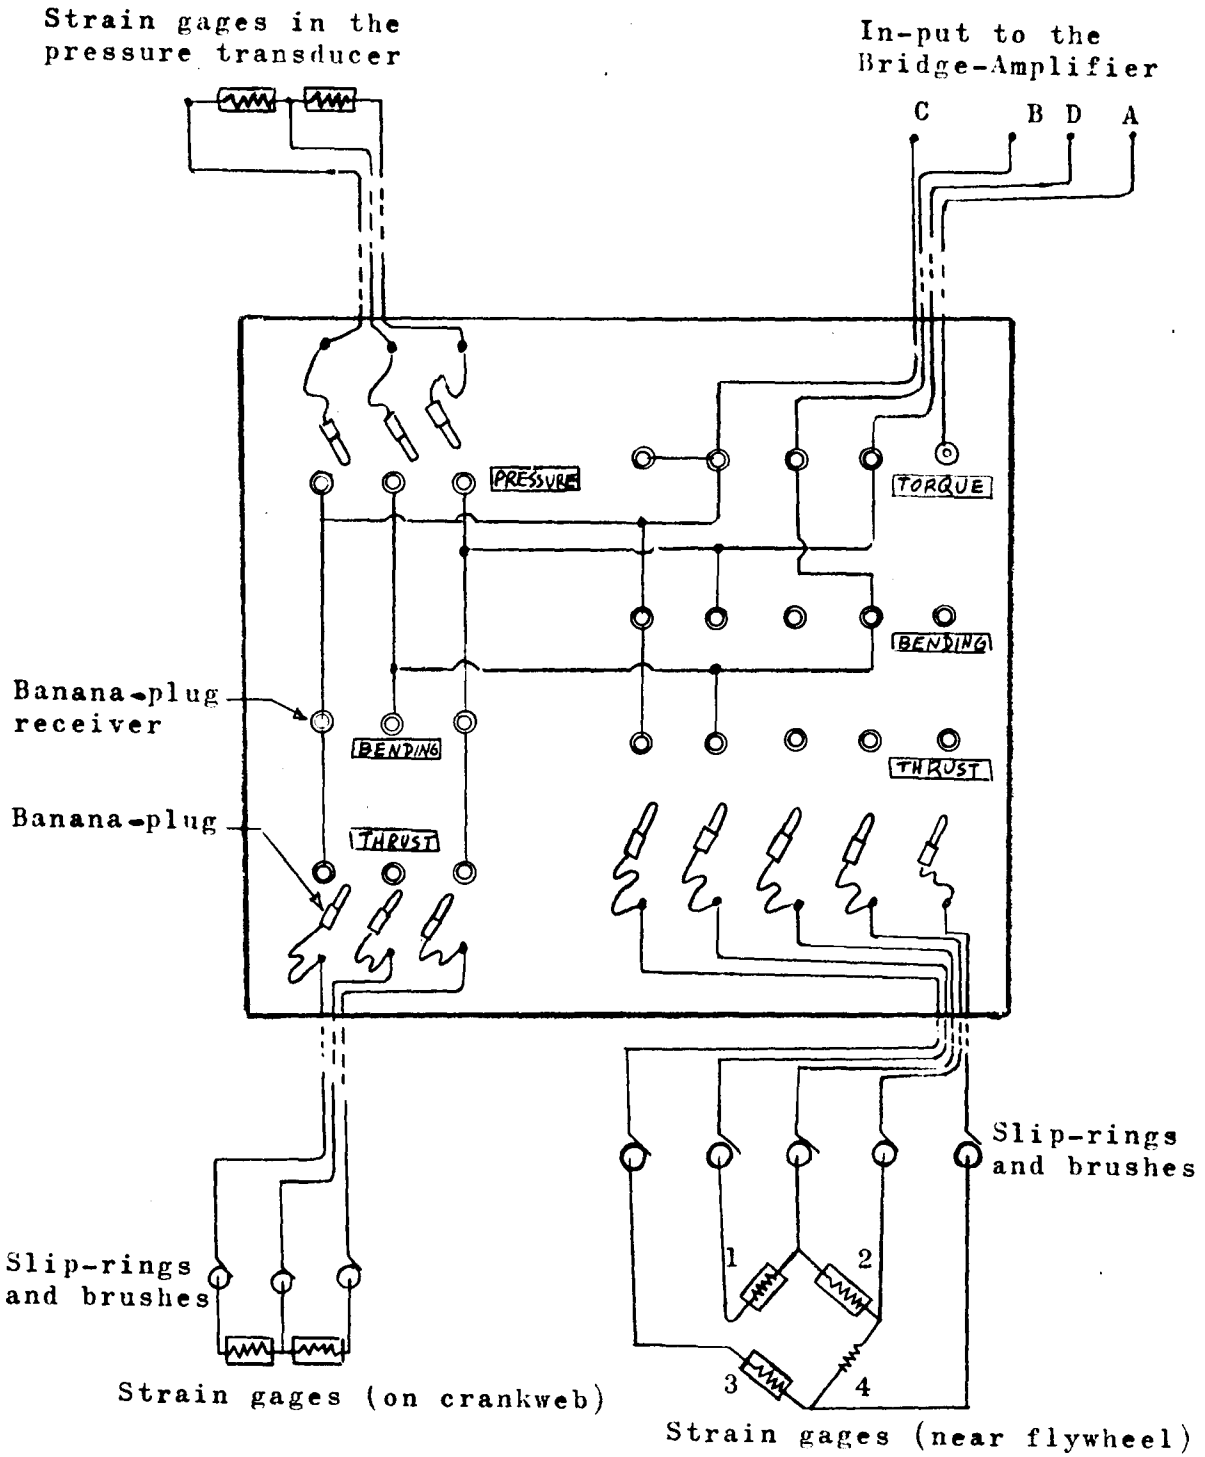 Strain gages in the
pressure transducer
In-put to the
Bridge-Amplifier
C B D A
PRESSURE
TORQUE
BENDING
Banana-plug
receiver
BENDING
THRUST
Banana-plug
THRUST
Slip-rings
and brushes
1 2
3 4
Slip-rings
and brushes
Strain gages (on crankweb)
Strain gages (near flywheel)